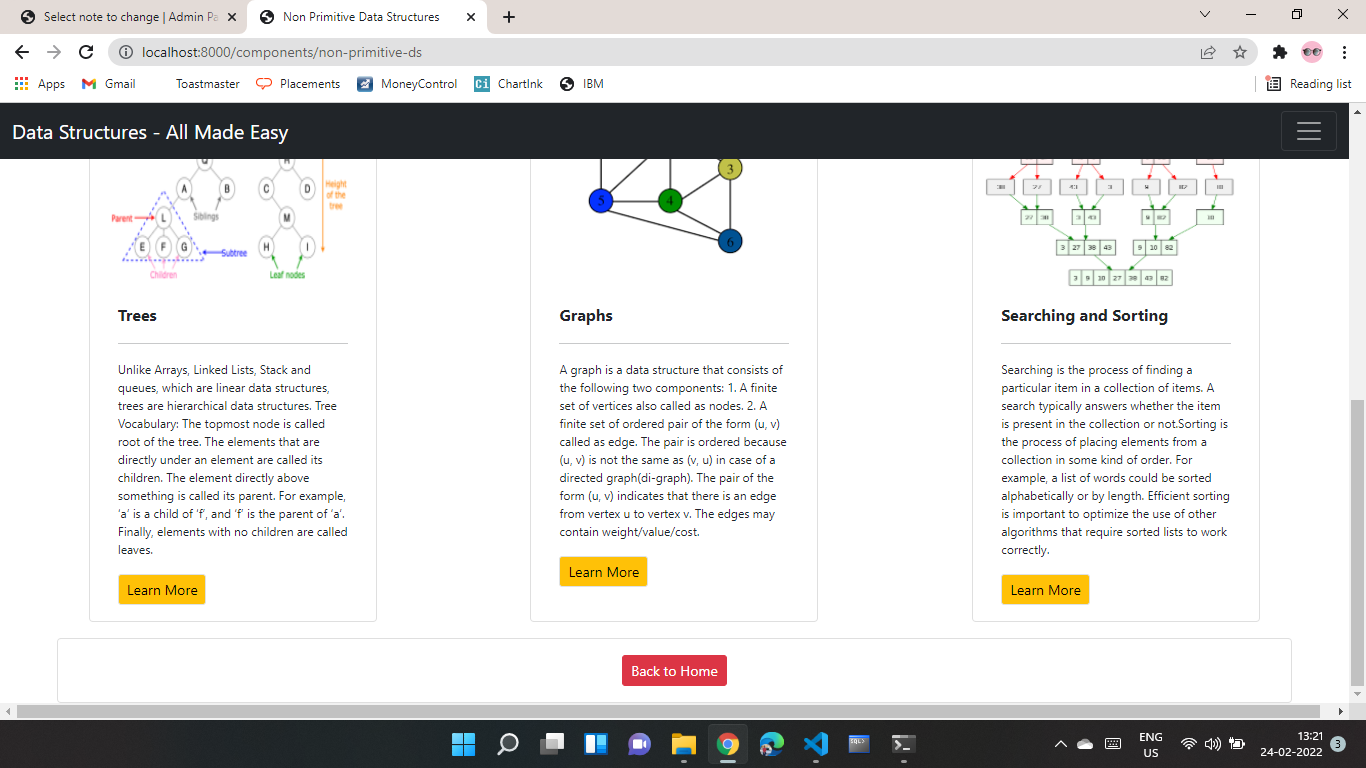 Select note to change | Admin Pa
Non Primitive Data Structures
localhost:8000/components/non-primitive-ds
Apps
Gmail
Toastmaster
Placements
MoneyControl
Ci
ChartInk
IBM
Reading list
Data Structures - All Made Easy
A
B
C
D
Height
of the
tree
Siblings
Parent
L
M
E
F
G
H
I
Subtree
Children
Leaf nodes
3
5
4
6
38 27 43 3 9 82 10
27 38 3 43 9 82 10
3 27 38 43 9 10 82
3 9 10 27 38 43 82
Trees
Unlike Arrays, Linked Lists, Stack and
queues, which are linear data structures,
trees are hierarchical data structures. Tree
Vocabulary: The topmost node is called
root of the tree. The elements that are
directly under an element are called its
children. The element directly above
something is called its parent. For example,
‘a’ is a child of ‘f’, and ‘f’ is the parent of ‘a’.
Finally, elements with no children are called
leaves.
Learn More
Graphs
A graph is a data structure that consists of
the following two components: 1. A finite
set of vertices also called as nodes. 2. A
finite set of ordered pair of the form (u, v)
called as edge. The pair is ordered because
(u, v) is not the same as (v, u) in case of a
directed graph(di-graph). The pair of the
form (u, v) indicates that there is an edge
from vertex u to vertex v. The edges may
contain weight/value/cost.
Learn More
Searching and Sorting
Searching is the process of finding a
particular item in a collection of items. A
search typically answers whether the item
is present in the collection or not.Sorting is
the process of placing elements from a
collection in some kind of order. For
example, a list of words could be sorted
alphabetically or by length. Efficient sorting
is important to optimize the use of other
algorithms that require sorted lists to work
correctly.
Learn More
Back to Home
ENG
US
13:21
24-02-2022
3